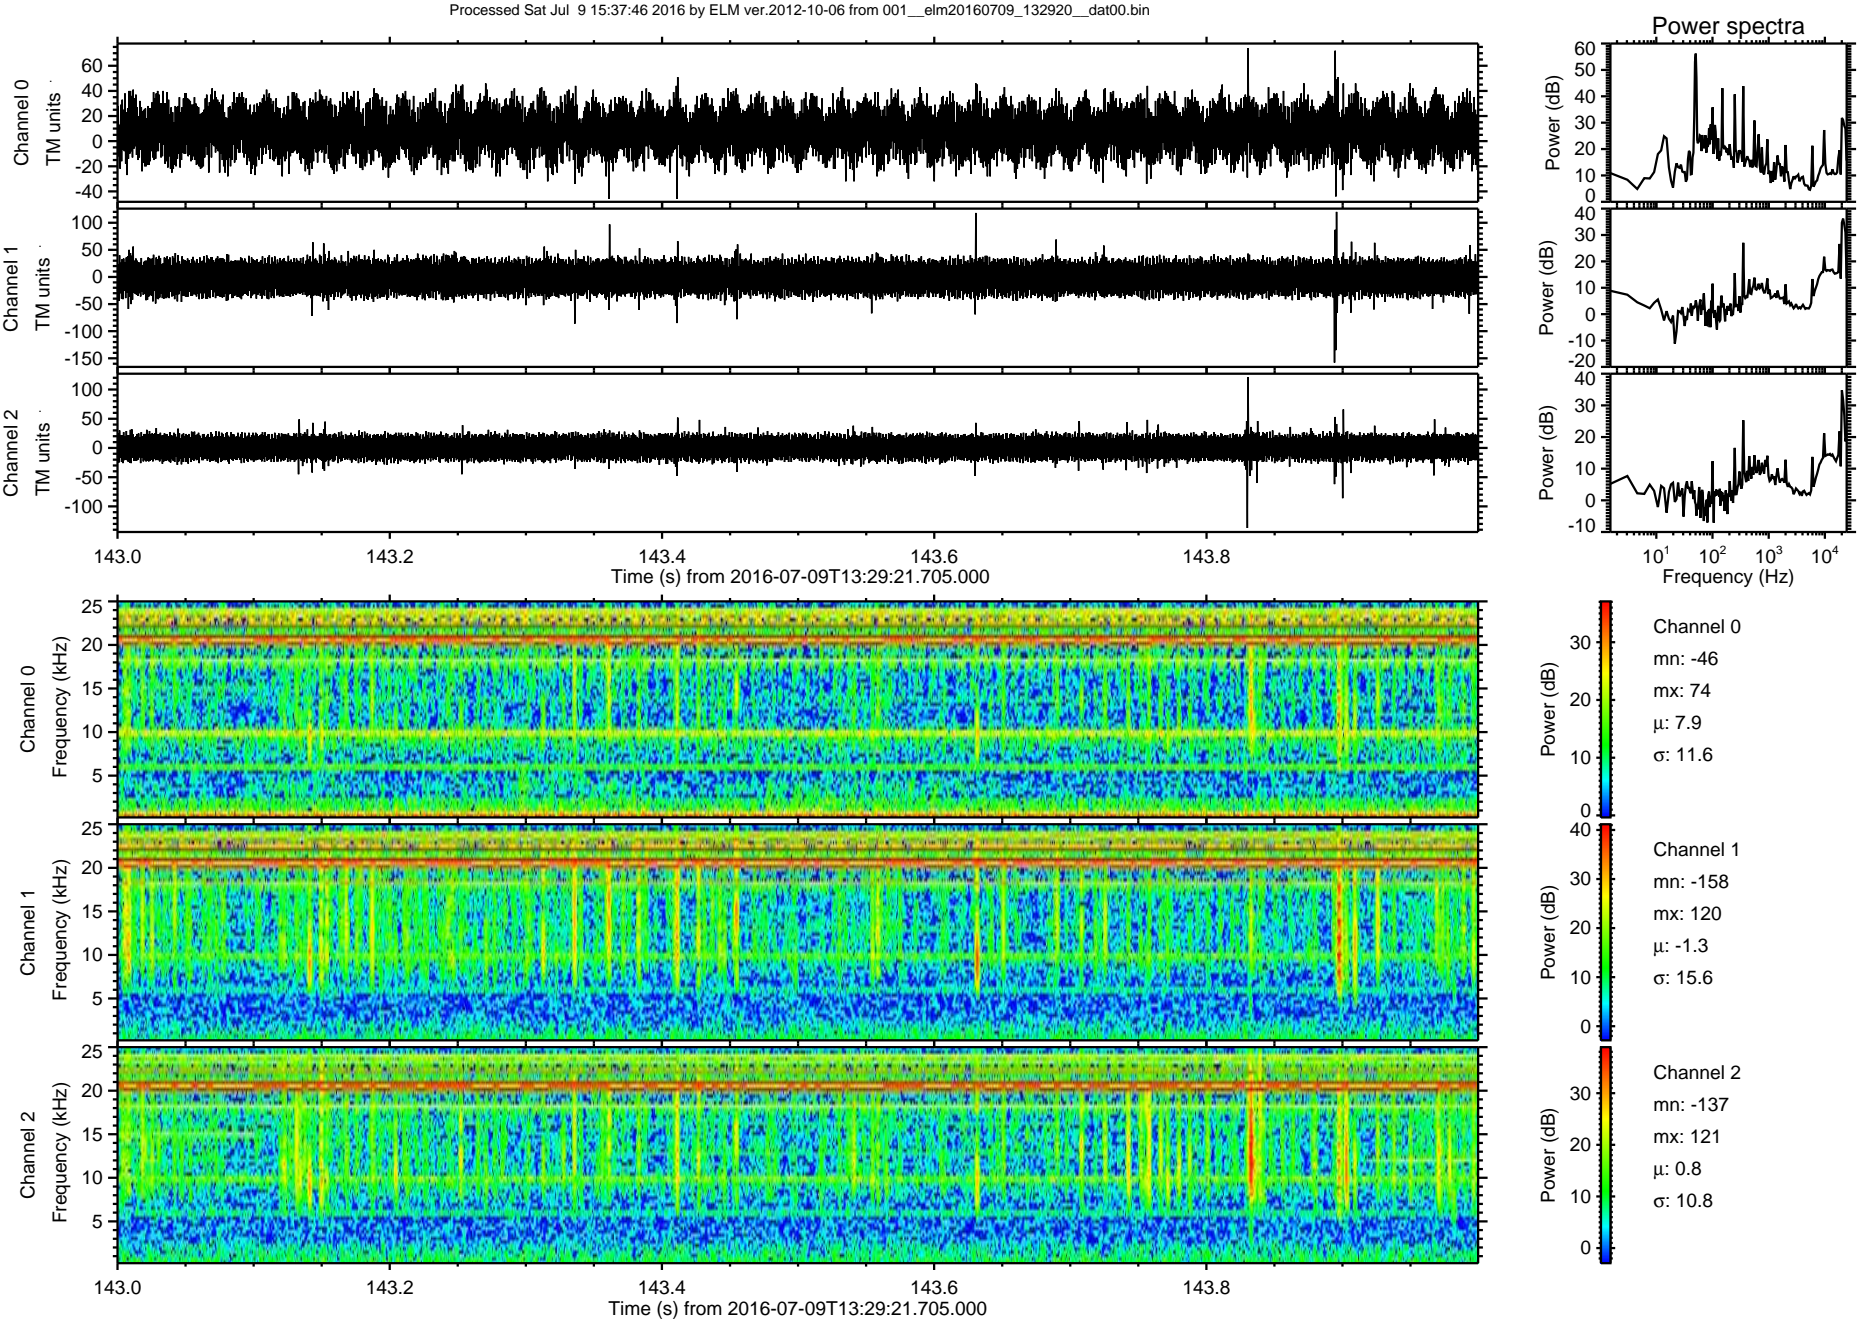 Processed Sat Jul 9 15:37:46 2016 by ELM ver.2012-10-06 from 001__elm20160709_132920__dat00.bin
Power spectra
Channel 0
TM units
60
40
20
0
-20
-40
Power (dB)
60
50
40
30
20
10
0
Channel 1
TM units
100
50
0
-50
-100
-150
Power (dB)
40
30
20
10
0
-10
-20
Channel 2
TM units
100
50
0
-50
-100
Power (dB)
40
30
20
10
0
-10
143.0 143.2 143.4 143.6 143.8
Time (s) from 2016-07-09T13:29:21.705.000
10^1 10^2 10^3 10^4
Frequency (Hz)
Channel 0
Frequency (kHz)
25
20
15
10
5
Power (dB)
30
20
10
0
Channel 0
mn: -46
mx: 74
μ: 7.9
σ: 11.6
Channel 1
Frequency (kHz)
25
20
15
10
5
Power (dB)
40
30
20
10
0
Channel 1
mn: -158
mx: 120
μ: -1.3
σ: 15.6
Channel 2
Frequency (kHz)
25
20
15
10
5
Power (dB)
30
20
10
0
Channel 2
mn: -137
mx: 121
μ: 0.8
σ: 10.8
143.0 143.2 143.4 143.6 143.8
Time (s) from 2016-07-09T13:29:21.705.000